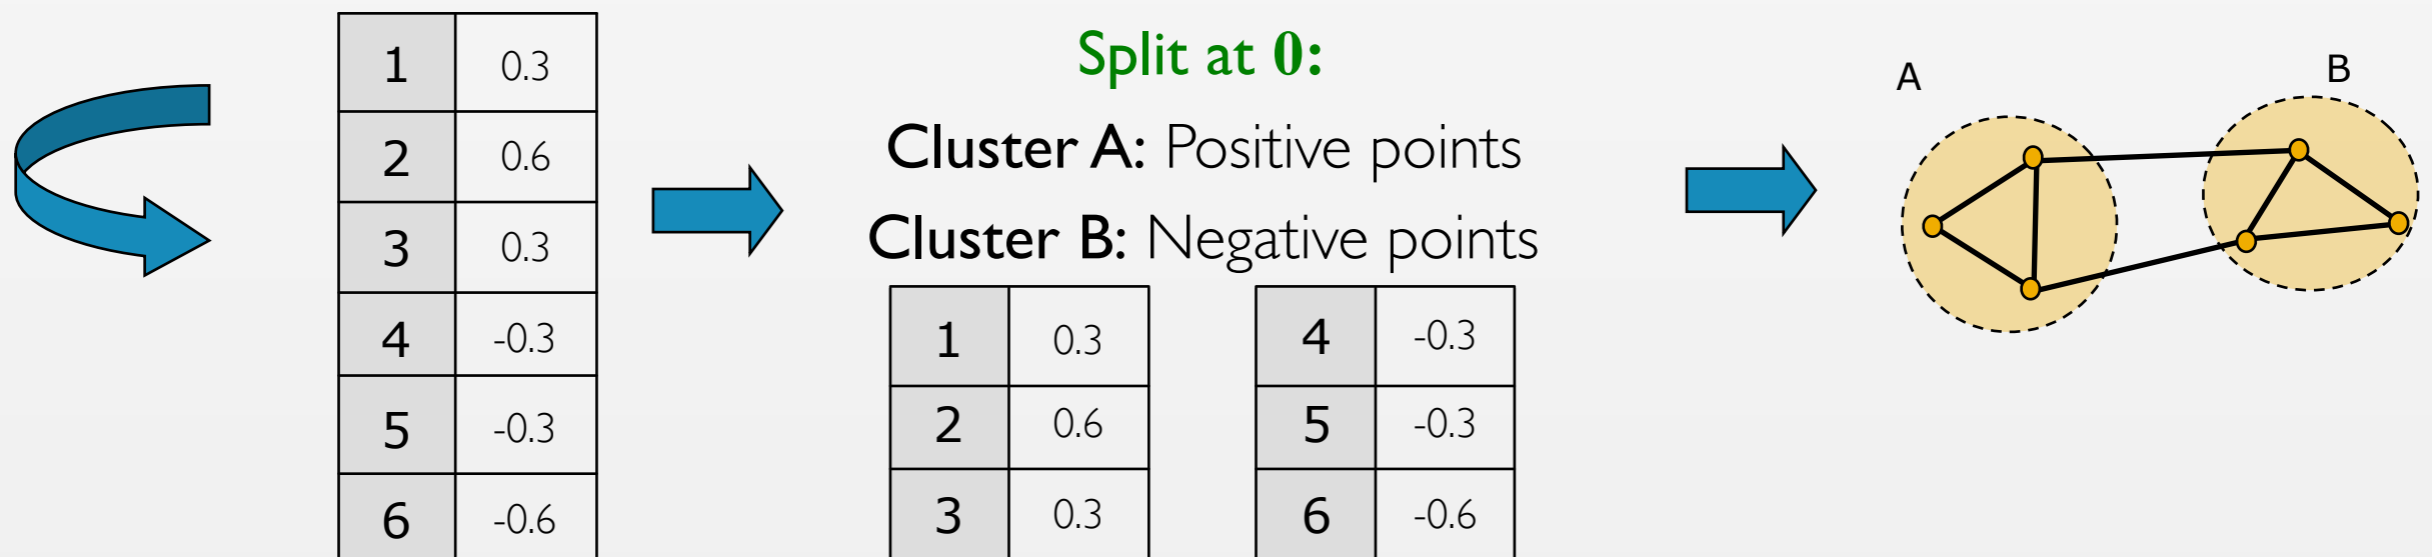 1 0.3
2 0.6
3 0.3
4 -0.3
5 -0.3
6 -0.6
Split at 0:
Cluster A: Positive points
Cluster B: Negative points
1 0.3
2 0.6
3 0.3
4 -0.3
5 -0.3
6 -0.6
A
B